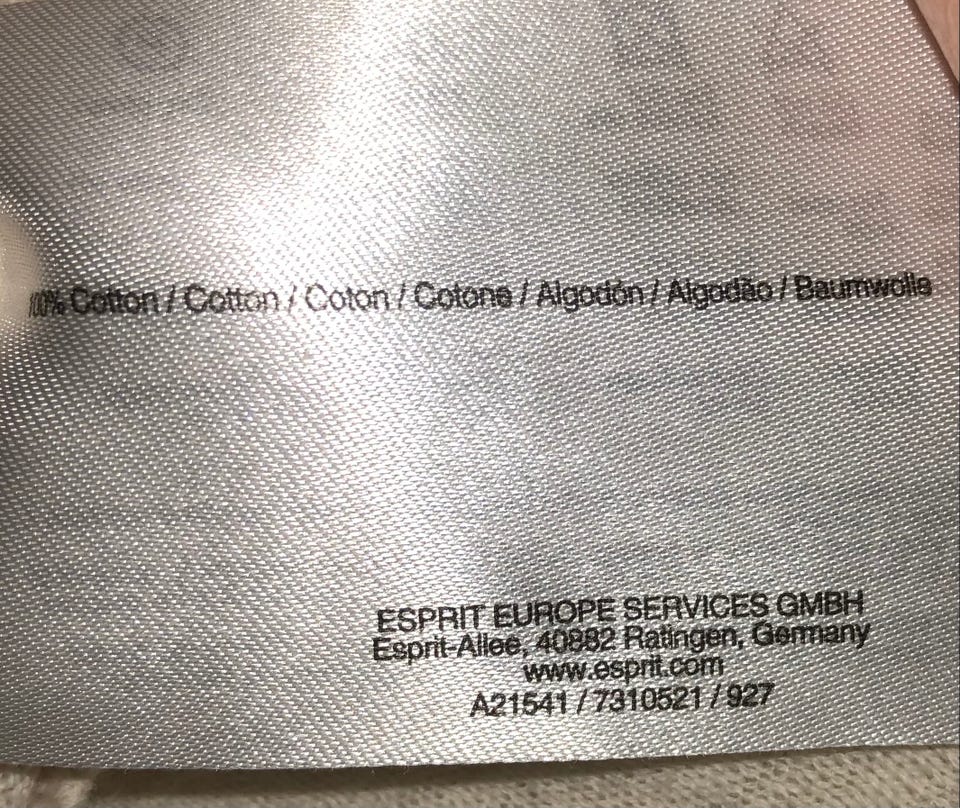 100% Cotton / Cotton / Coton / Cotone / Algodón / Algodão / Baumwolle
ESPRIT EUROPE SERVICES GMBH
Esprit-Allee, 40882 Ratingen, Germany
www.esprit.com
A21541 / 7310521 / 927